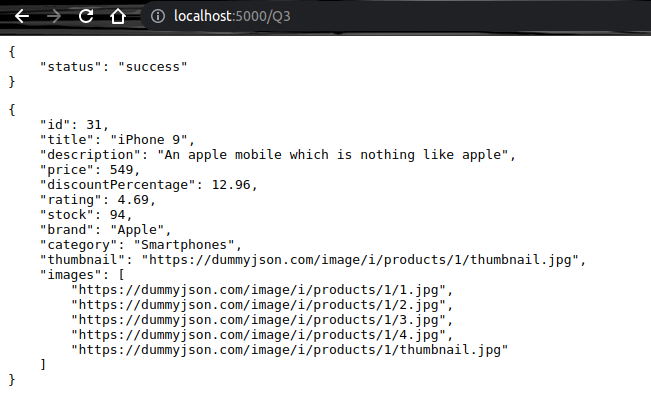 localhost:5000/Q3
{
    "status": "success"
}
{
    "id": 31,
    "title": "iPhone 9",
    "description": "An apple mobile which is nothing like apple",
    "price": 549,
    "discountPercentage": 12.96,
    "rating": 4.69,
    "stock": 94,
    "brand": "Apple",
    "category": "Smartphones",
    "thumbnail": "https://dummyjson.com/image/i/products/1/thumbnail.jpg",
    "images": [
        "https://dummyjson.com/image/i/products/1/1.jpg",
        "https://dummyjson.com/image/i/products/1/2.jpg",
        "https://dummyjson.com/image/i/products/1/3.jpg",
        "https://dummyjson.com/image/i/products/1/4.jpg",
        "https://dummyjson.com/image/i/products/1/thumbnail.jpg"
    ]
}